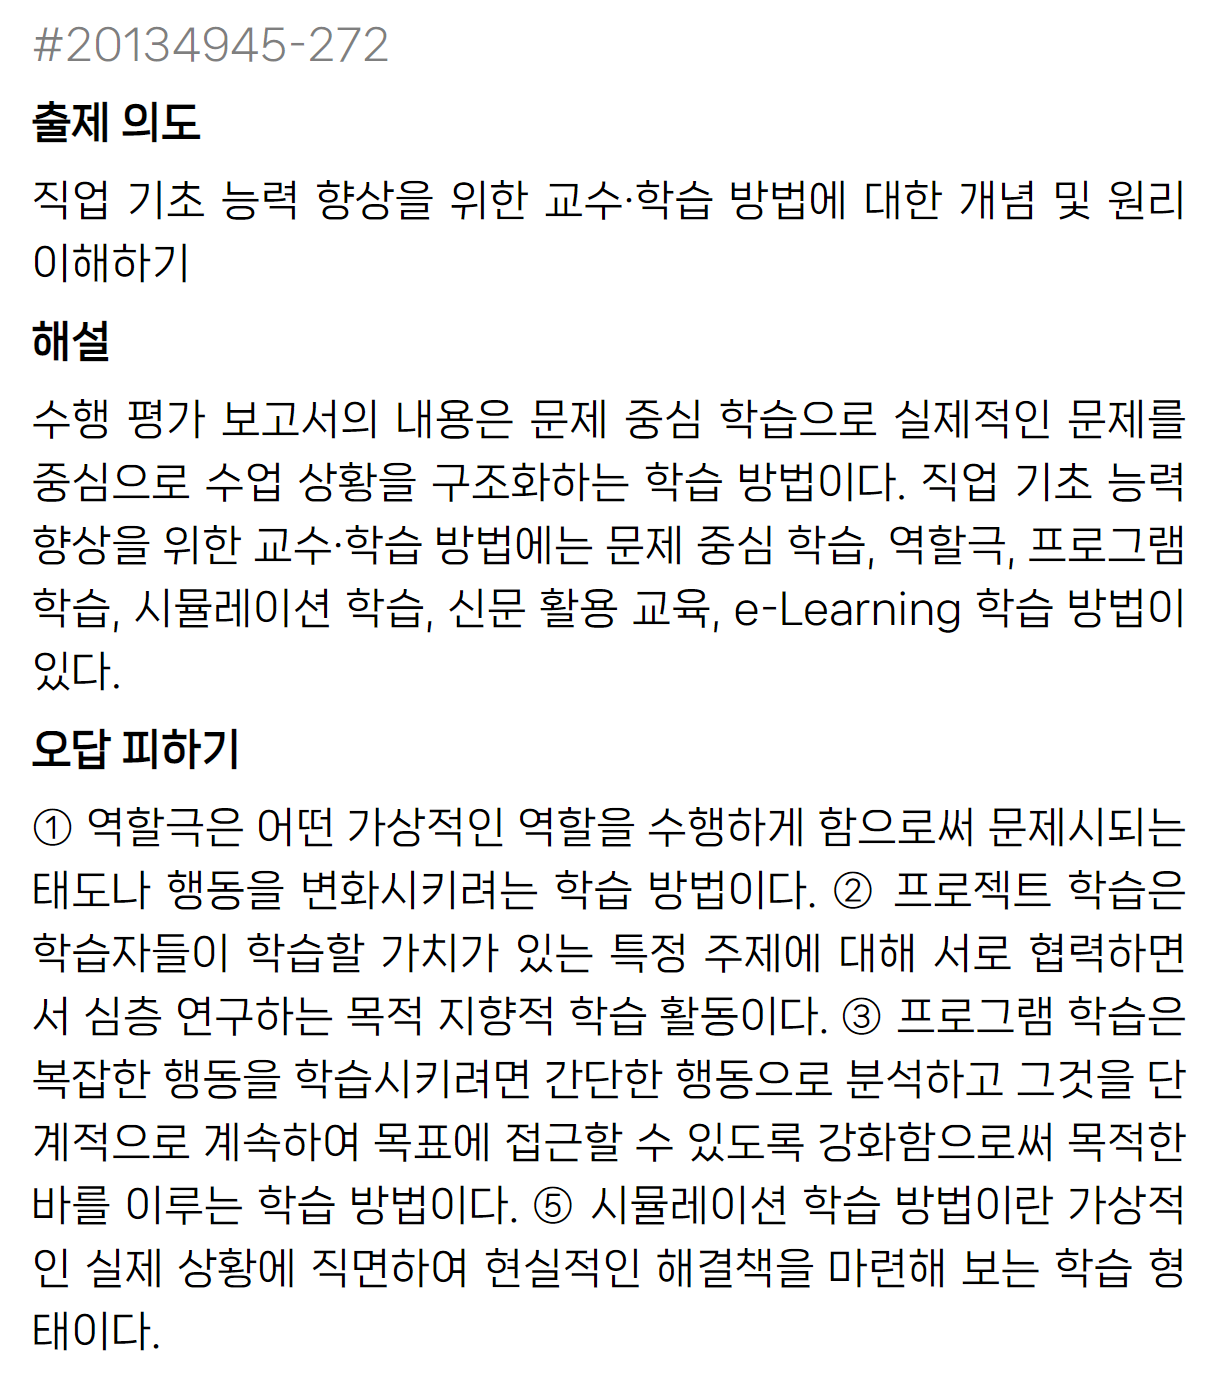 #20134945-272
출제 의도
직업 기초 능력 향상을 위한 교수·학습 방법에 대한 개념 및 원리
이해하기
해설
수행 평가 보고서의 내용은 문제 중심 학습으로 실제적인 문제를
중심으로 수업 상황을 구조화하는 학습 방법이다. 직업 기초 능력
향상을 위한 교수·학습 방법에는 문제 중심 학습, 역할극, 프로그램
학습, 시뮬레이션 학습, 신문 활용 교육, e-Learning 학습 방법이
있다.
오답 피하기
① 역할극은 어떤 가상적인 역할을 수행하게 함으로써 문제시되는
태도나 행동을 변화시키려는 학습 방법이다. ② 프로젝트 학습은
학습자들이 학습할 가치가 있는 특정 주제에 대해 서로 협력하면
서 심층 연구하는 목적 지향적 학습 활동이다. ③ 프로그램 학습은
복잡한 행동을 학습시키려면 간단한 행동으로 분석하고 그것을 단
계적으로 계속하여 목표에 접근할 수 있도록 강화함으로써 목적한
바를 이루는 학습 방법이다. ⑤ 시뮬레이션 학습 방법이란 가상적
인 실제 상황에 직면하여 현실적인 해결책을 마련해 보는 학습 형
태이다.